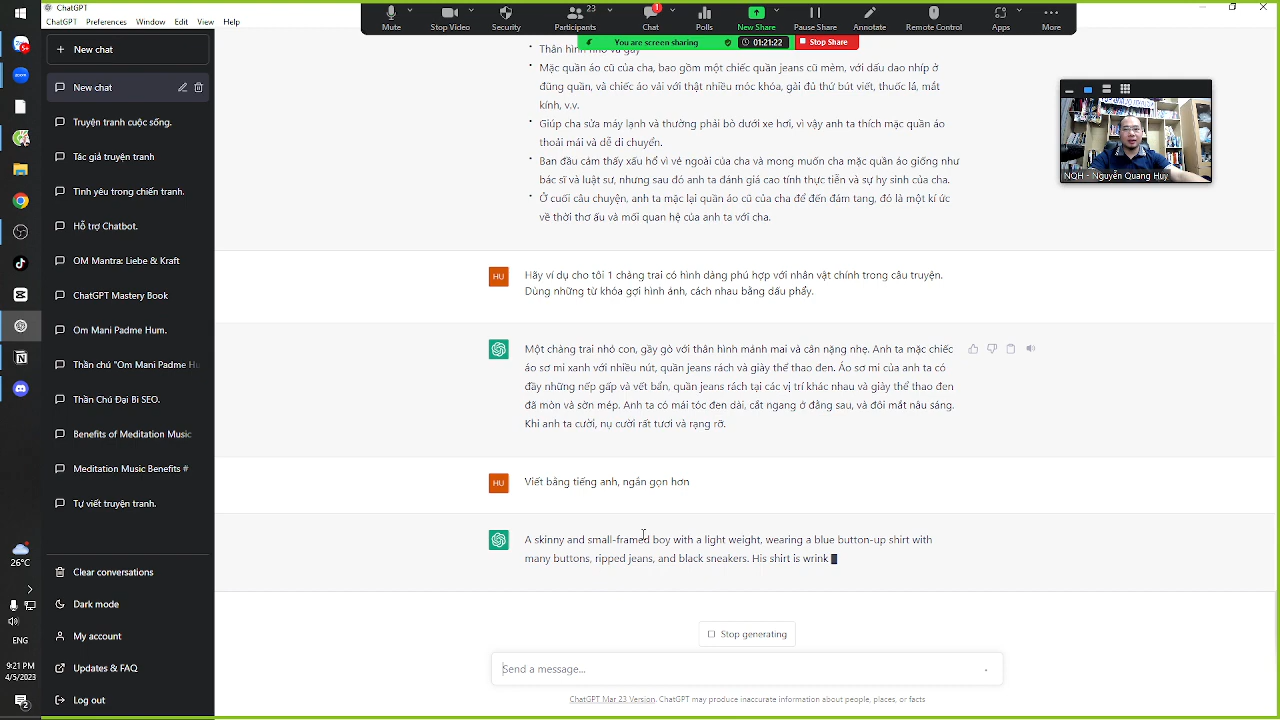 ChatGPT
ChatGPT Preferences Window Edit View Help
Mute
Stop Video
Security
23
Participants
1
Chat
Polls
New Share
Pause Share
Annotate
Remote Control
Apps
More
You are screen sharing
01:21:22
Stop Share
New chat
New chat
Truyện tranh cuộc sống.
Tác giả truyện tranh
Tình yêu trong chiến tranh.
Hỗ trợ Chatbot.
OM Mantra: Liebe & Kraft
ChatGPT Mastery Book
Om Mani Padme Hum.
Thần chú "Om Mani Padme Hu
Thần Chú Đại Bi SEO.
Benefits of Meditation Music
Meditation Music Benefits #
Tự viết truyện tranh.
Clear conversations
Dark mode
My account
Updates & FAQ
Log out
Thân hình nhỏ và gầy
Mặc quần áo cũ của cha, bao gồm một chiếc quần jeans cũ mèm, với dấu dao nhíp ở
đũng quần, và chiếc áo vải với thật nhiều móc khóa, gài đủ thứ bút viết, thuốc lá, mắt
kính, v.v.
Giúp cha sửa máy lạnh và thường phải bò dưới xe hơi, vì vậy anh ta thích mặc quần áo
thoải mái và dễ di chuyển.
Ban đầu cảm thấy xấu hổ vì vẻ ngoài của cha và mong muốn cha mặc quần áo giống như
bác sĩ và luật sư, nhưng sau đó anh ta đánh giá cao tính thực tiễn và sự hy sinh của cha.
Ở cuối câu chuyện, anh ta mặc lại quần áo cũ của cha để đến đám tang, đó là một kí ức
về thời thơ ấu và mối quan hệ của anh ta với cha.
HU
Hãy ví dụ cho tôi 1 chàng trai có hình dáng phù hợp với nhân vật chính trong câu truyện.
Dùng những từ khóa gợi hình ảnh, cách nhau bằng dấu phẩy.
Một chàng trai nhỏ con, gầy gò với thân hình mảnh mai và cân nặng nhẹ. Anh ta mặc chiếc
áo sơ mi xanh với nhiều nút, quần jeans rách và giày thể thao đen. Áo sơ mi của anh ta có
đầy những nếp gấp và vết bẩn, quần jeans rách tại các vị trí khác nhau và giày thể thao đen
đã mòn và sờn mép. Anh ta có mái tóc đen dài, cắt ngang ở đằng sau, và đôi mắt nâu sáng.
Khi anh ta cười, nụ cười rất tươi và rạng rỡ.
HU
Viết bằng tiếng anh, ngắn gọn hơn
A skinny and small-framed boy with a light weight, wearing a blue button-up shirt with
many buttons, ripped jeans, and black sneakers. His shirt is wrink
Stop generating
Send a message...
ChatGPT Mar 23 Version. ChatGPT may produce inaccurate information about people, places, or facts
NQH - Nguyễn Quang Huy
26°C
ENG
9:21 PM
4/5/2023
2